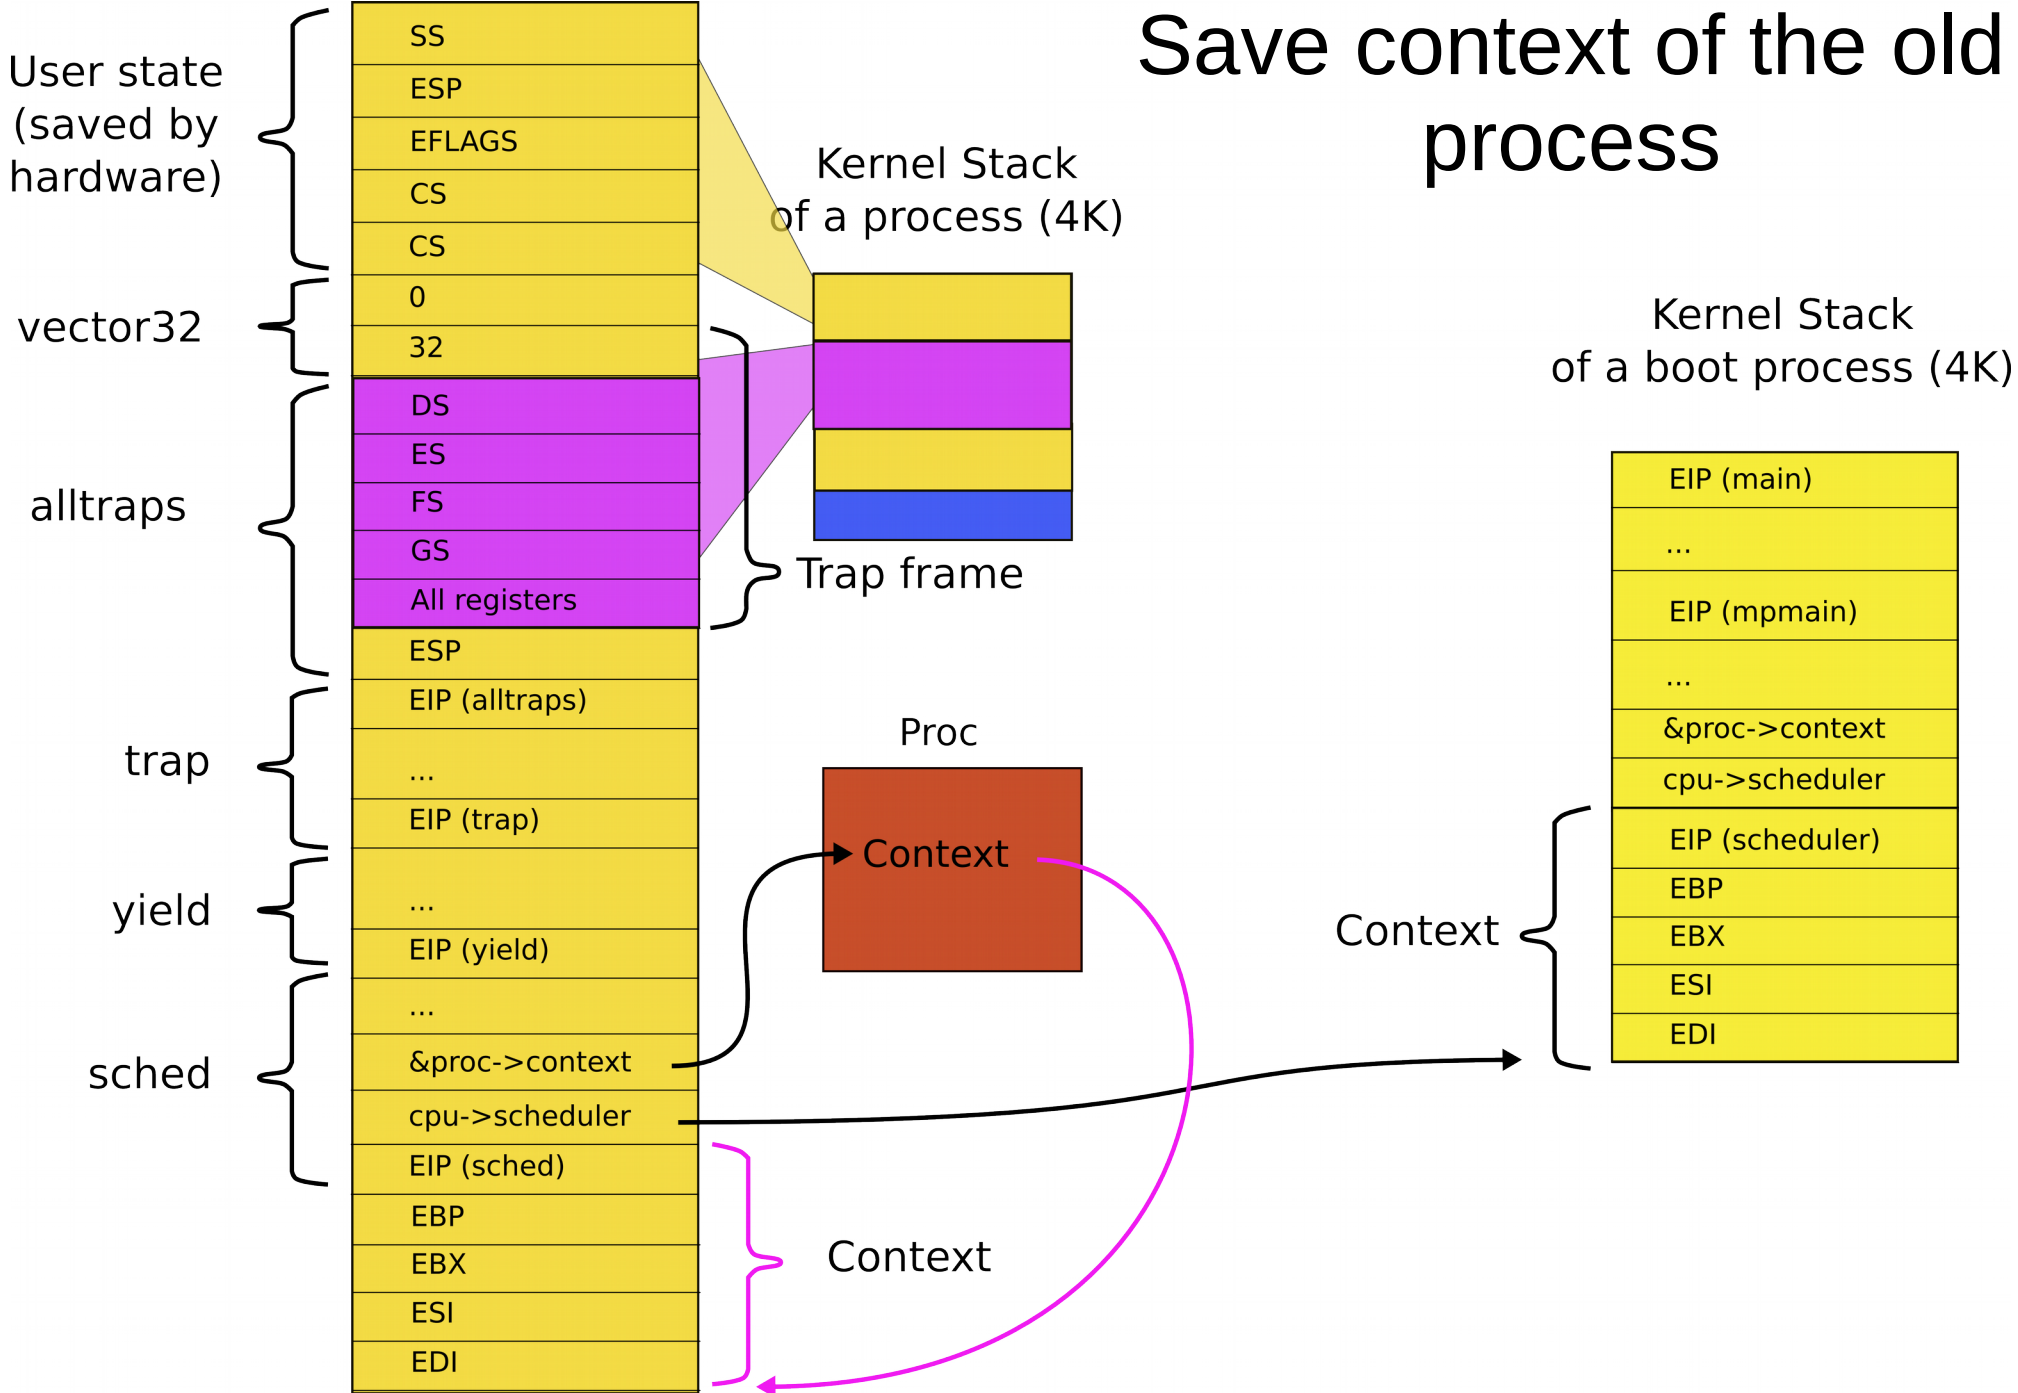 Save context of the old
process
User state
(saved by
hardware)
vector32
alltraps
trap
yield
sched
SS
ESP
EFLAGS
CS
CS
0
32
DS
ES
FS
GS
All registers
ESP
EIP (alltraps)
...
EIP (trap)
...
EIP (yield)
...
&proc->context
cpu->scheduler
EIP (sched)
EBP
EBX
ESI
EDI
Kernel Stack
of a process (4K)
Trap frame
Proc
Context
Context
Kernel Stack
of a boot process (4K)
EIP (main)
...
EIP (mpmain)
...
&proc->context
cpu->scheduler
EIP (scheduler)
EBP
EBX
ESI
EDI
Context